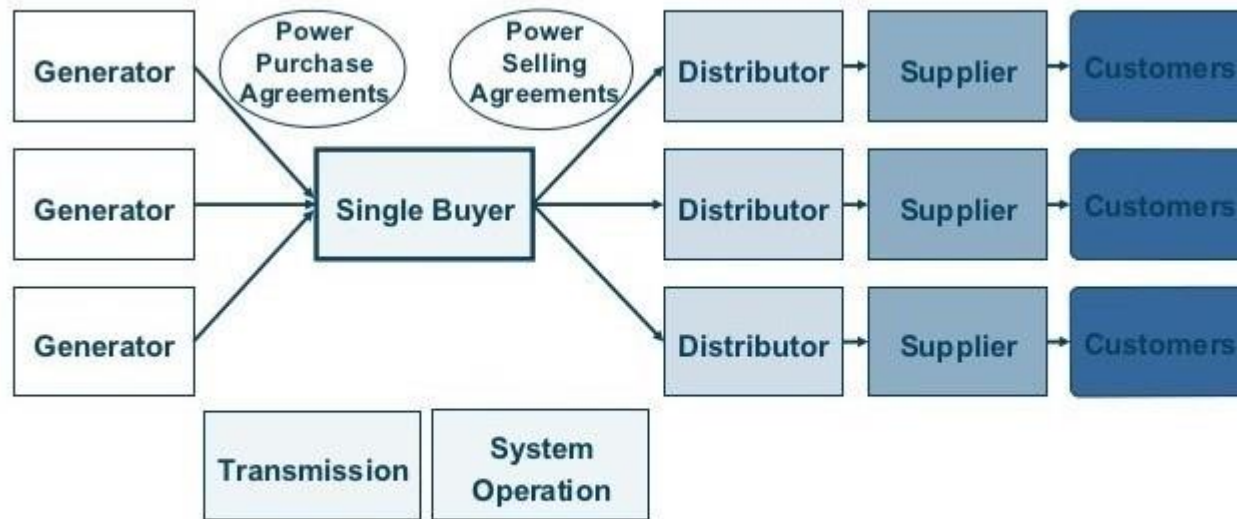 Power
Purchase
Agreements
Power
Selling
Agreements
Generator
Distributor
Supplier
Customers
Generator
Single Buyer
Distributor
Supplier
Customers
Generator
Distributor
Supplier
Customers
Transmission
System
Operation